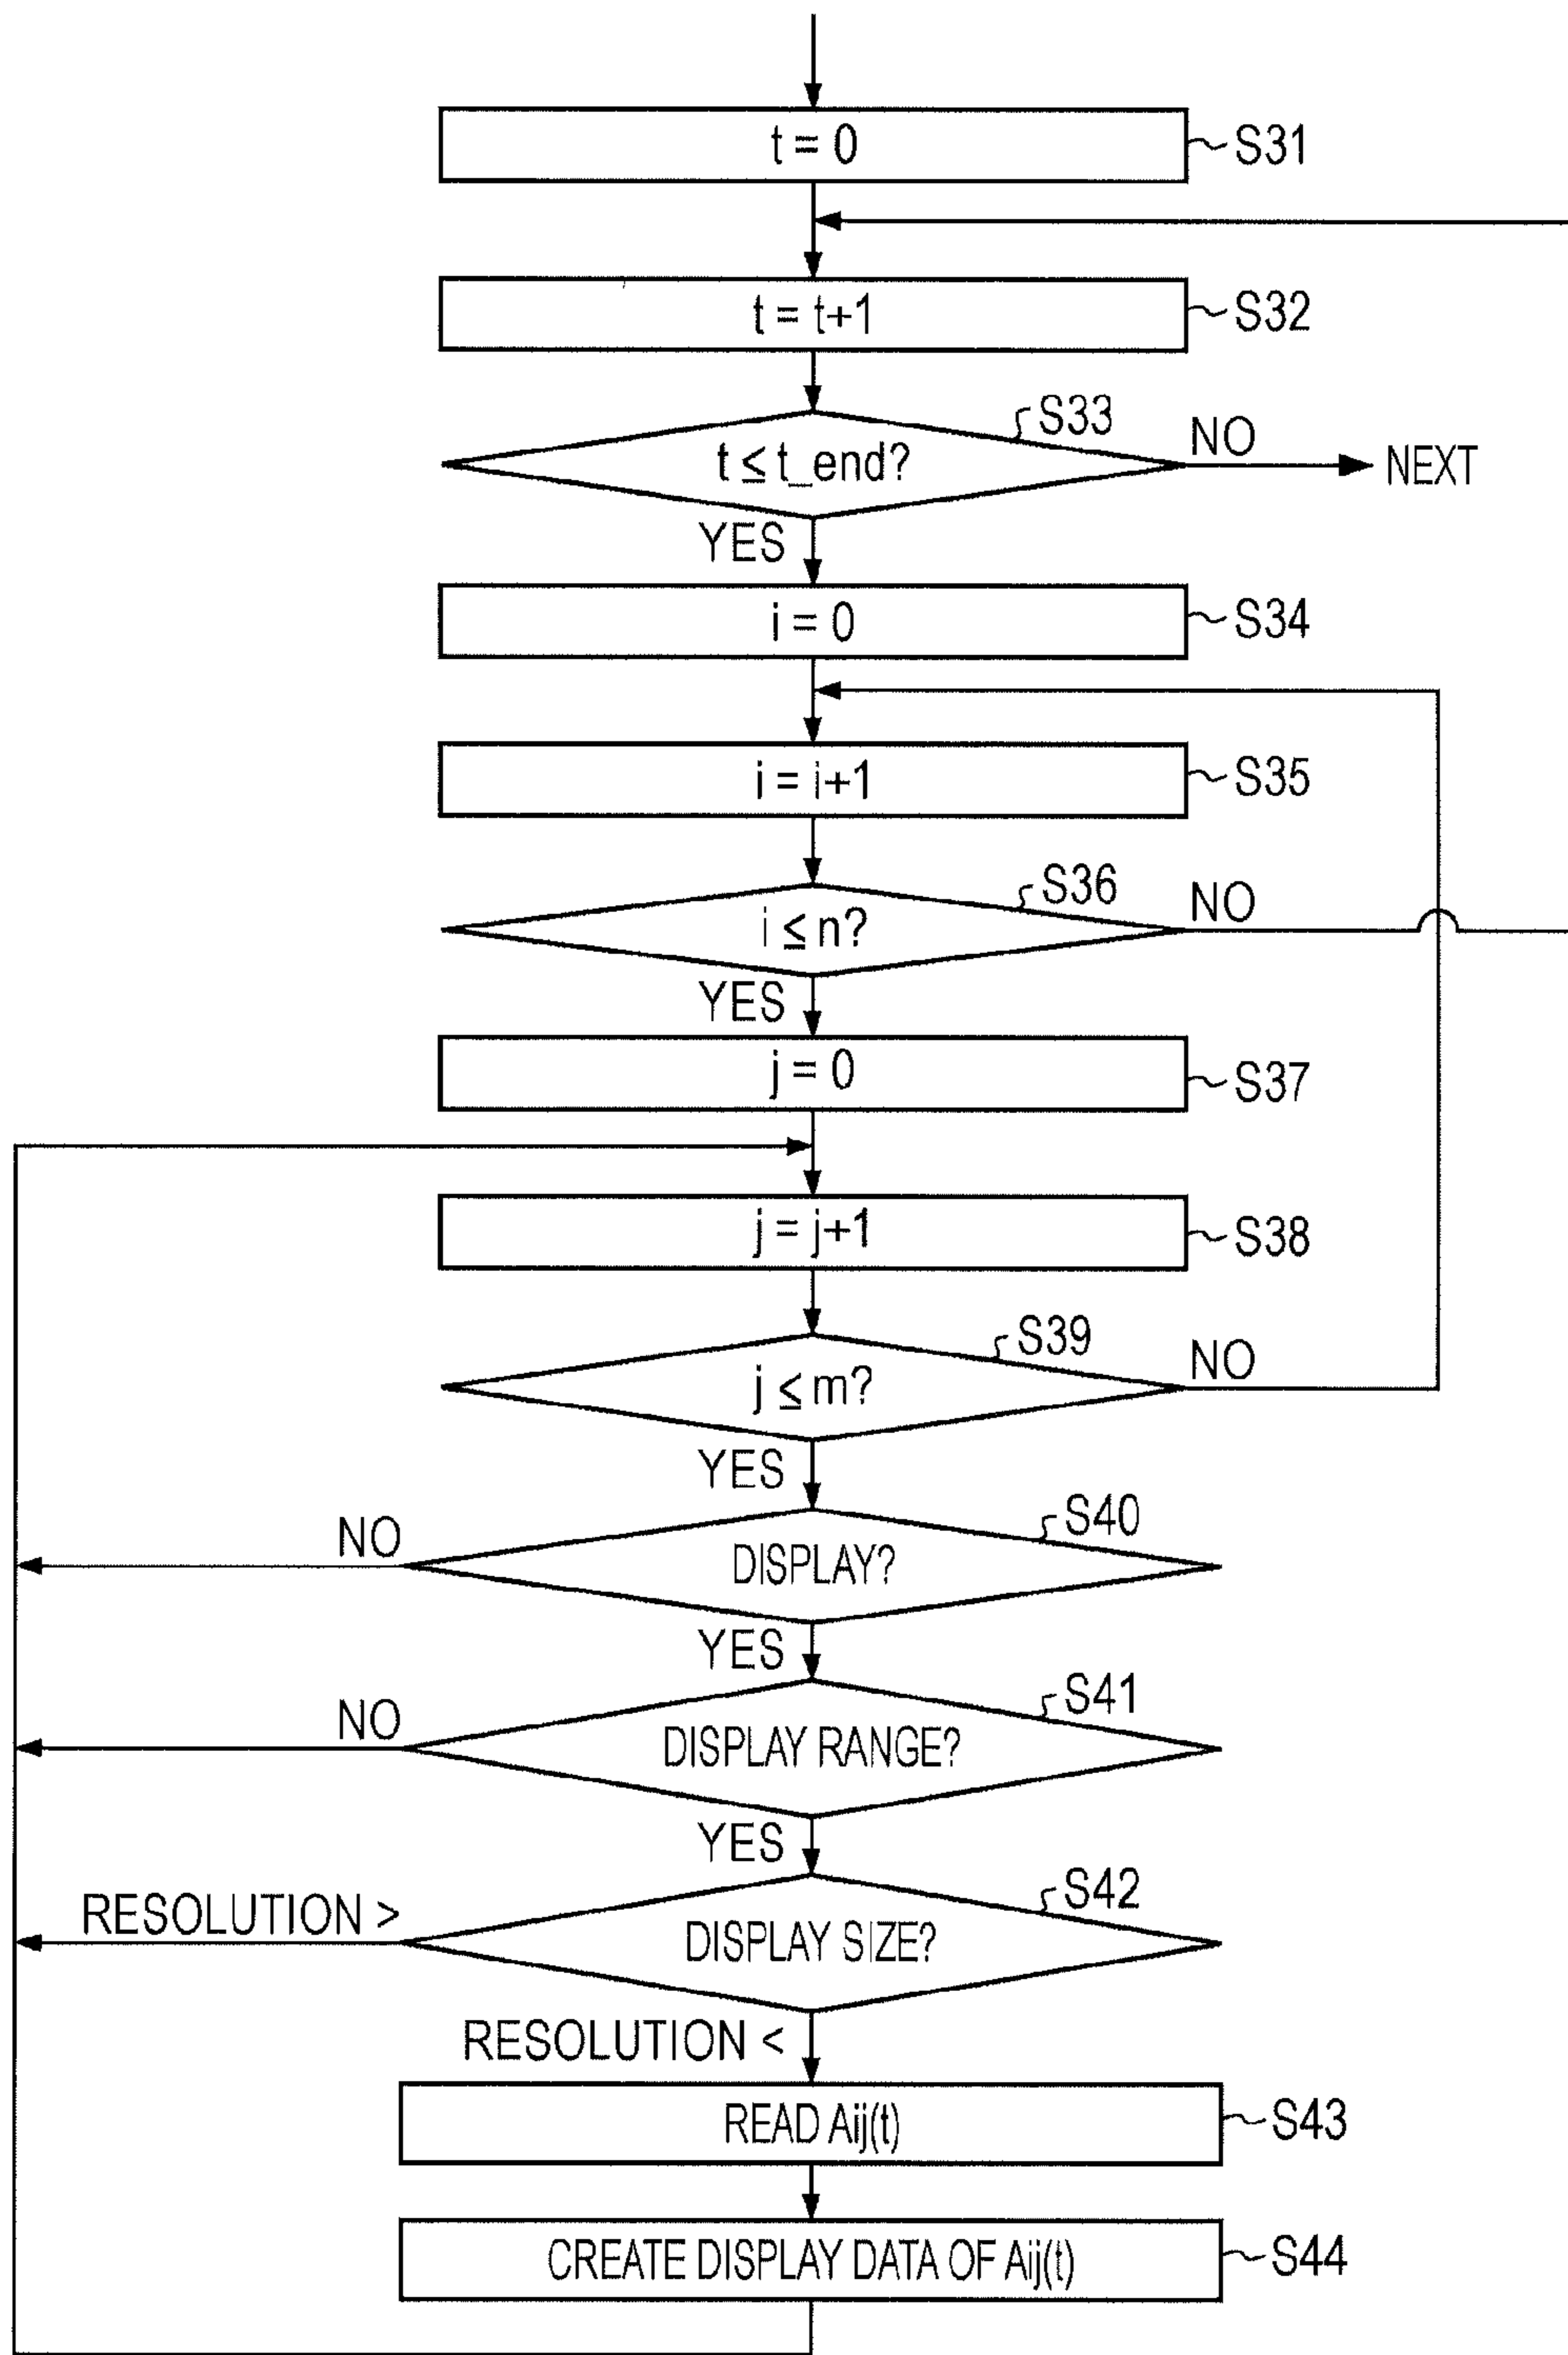 t = 0
S31
t = t+1
S32
S33
t ≤ t_end?
NO
NEXT
YES
i = 0
S34
i = i+1
S35
S36
i ≤ n?
NO
YES
j = 0
S37
j = j+1
S38
S39
j ≤ m?
NO
YES
S40
NO
DISPLAY?
YES
S41
NO
DISPLAY RANGE?
YES
S42
RESOLUTION >
DISPLAY SIZE?
RESOLUTION <
READ Aij(t)
S43
CREATE DISPLAY DATA OF Aij(t)
S44